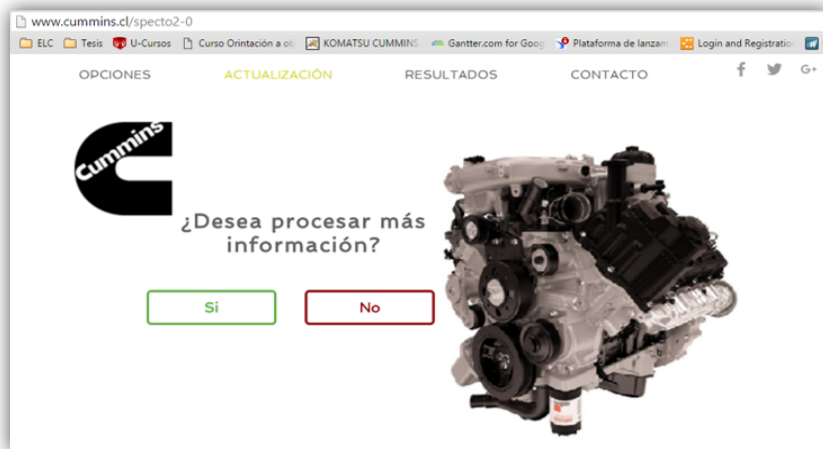 www.cummins.cl/specto2-0
ELC Tesis U-Cursos Curso Orintación a ob KOMATSU CUMMINS Gantter.com for Goog Plataforma de lanzam Login and Registratio
OPCIONES ACTUALIZACIÓN RESULTADOS CONTACTO G+
Cummins
¿Desea procesar más
información?
Si No